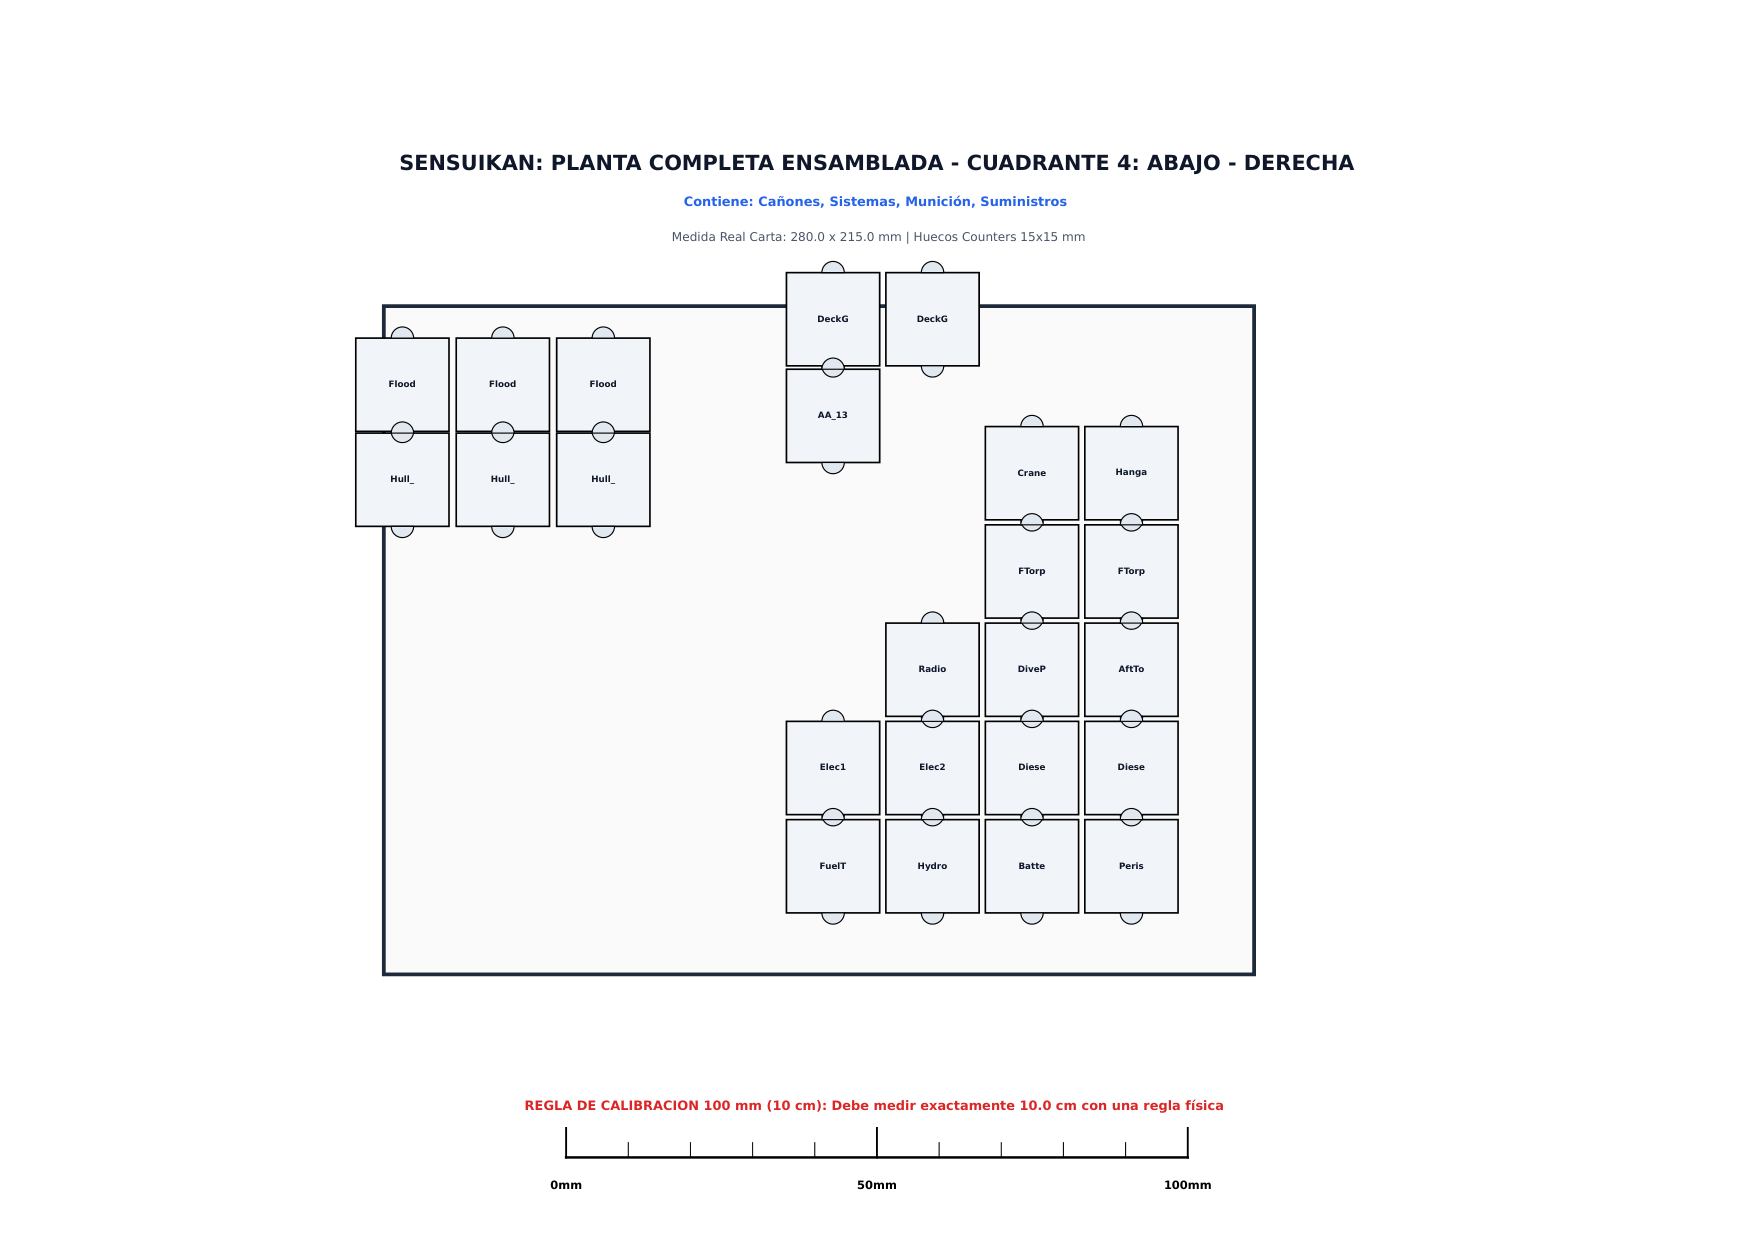 SENSUIKAN: PLANTA COMPLETA ENSAMBLADA - CUADRANTE 4: ABAJO - DERECHA
Contiene: Cañones, Sistemas, Munición, Suministros
Medida Real Carta: 280.0 x 215.0 mm | Huecos Counters 15x15 mm
DeckG DeckG
Flood Flood Flood
AA_13
Hull_ Hull_ Hull_
Crane Hanga
FTorp FTorp
Radio DiveP AftTo
Elec1 Elec2 Diese Diese
FuelT Hydro Batte Peris
REGLA DE CALIBRACION 100 mm (10 cm): Debe medir exactamente 10.0 cm con una regla física
0mm 50mm 100mm